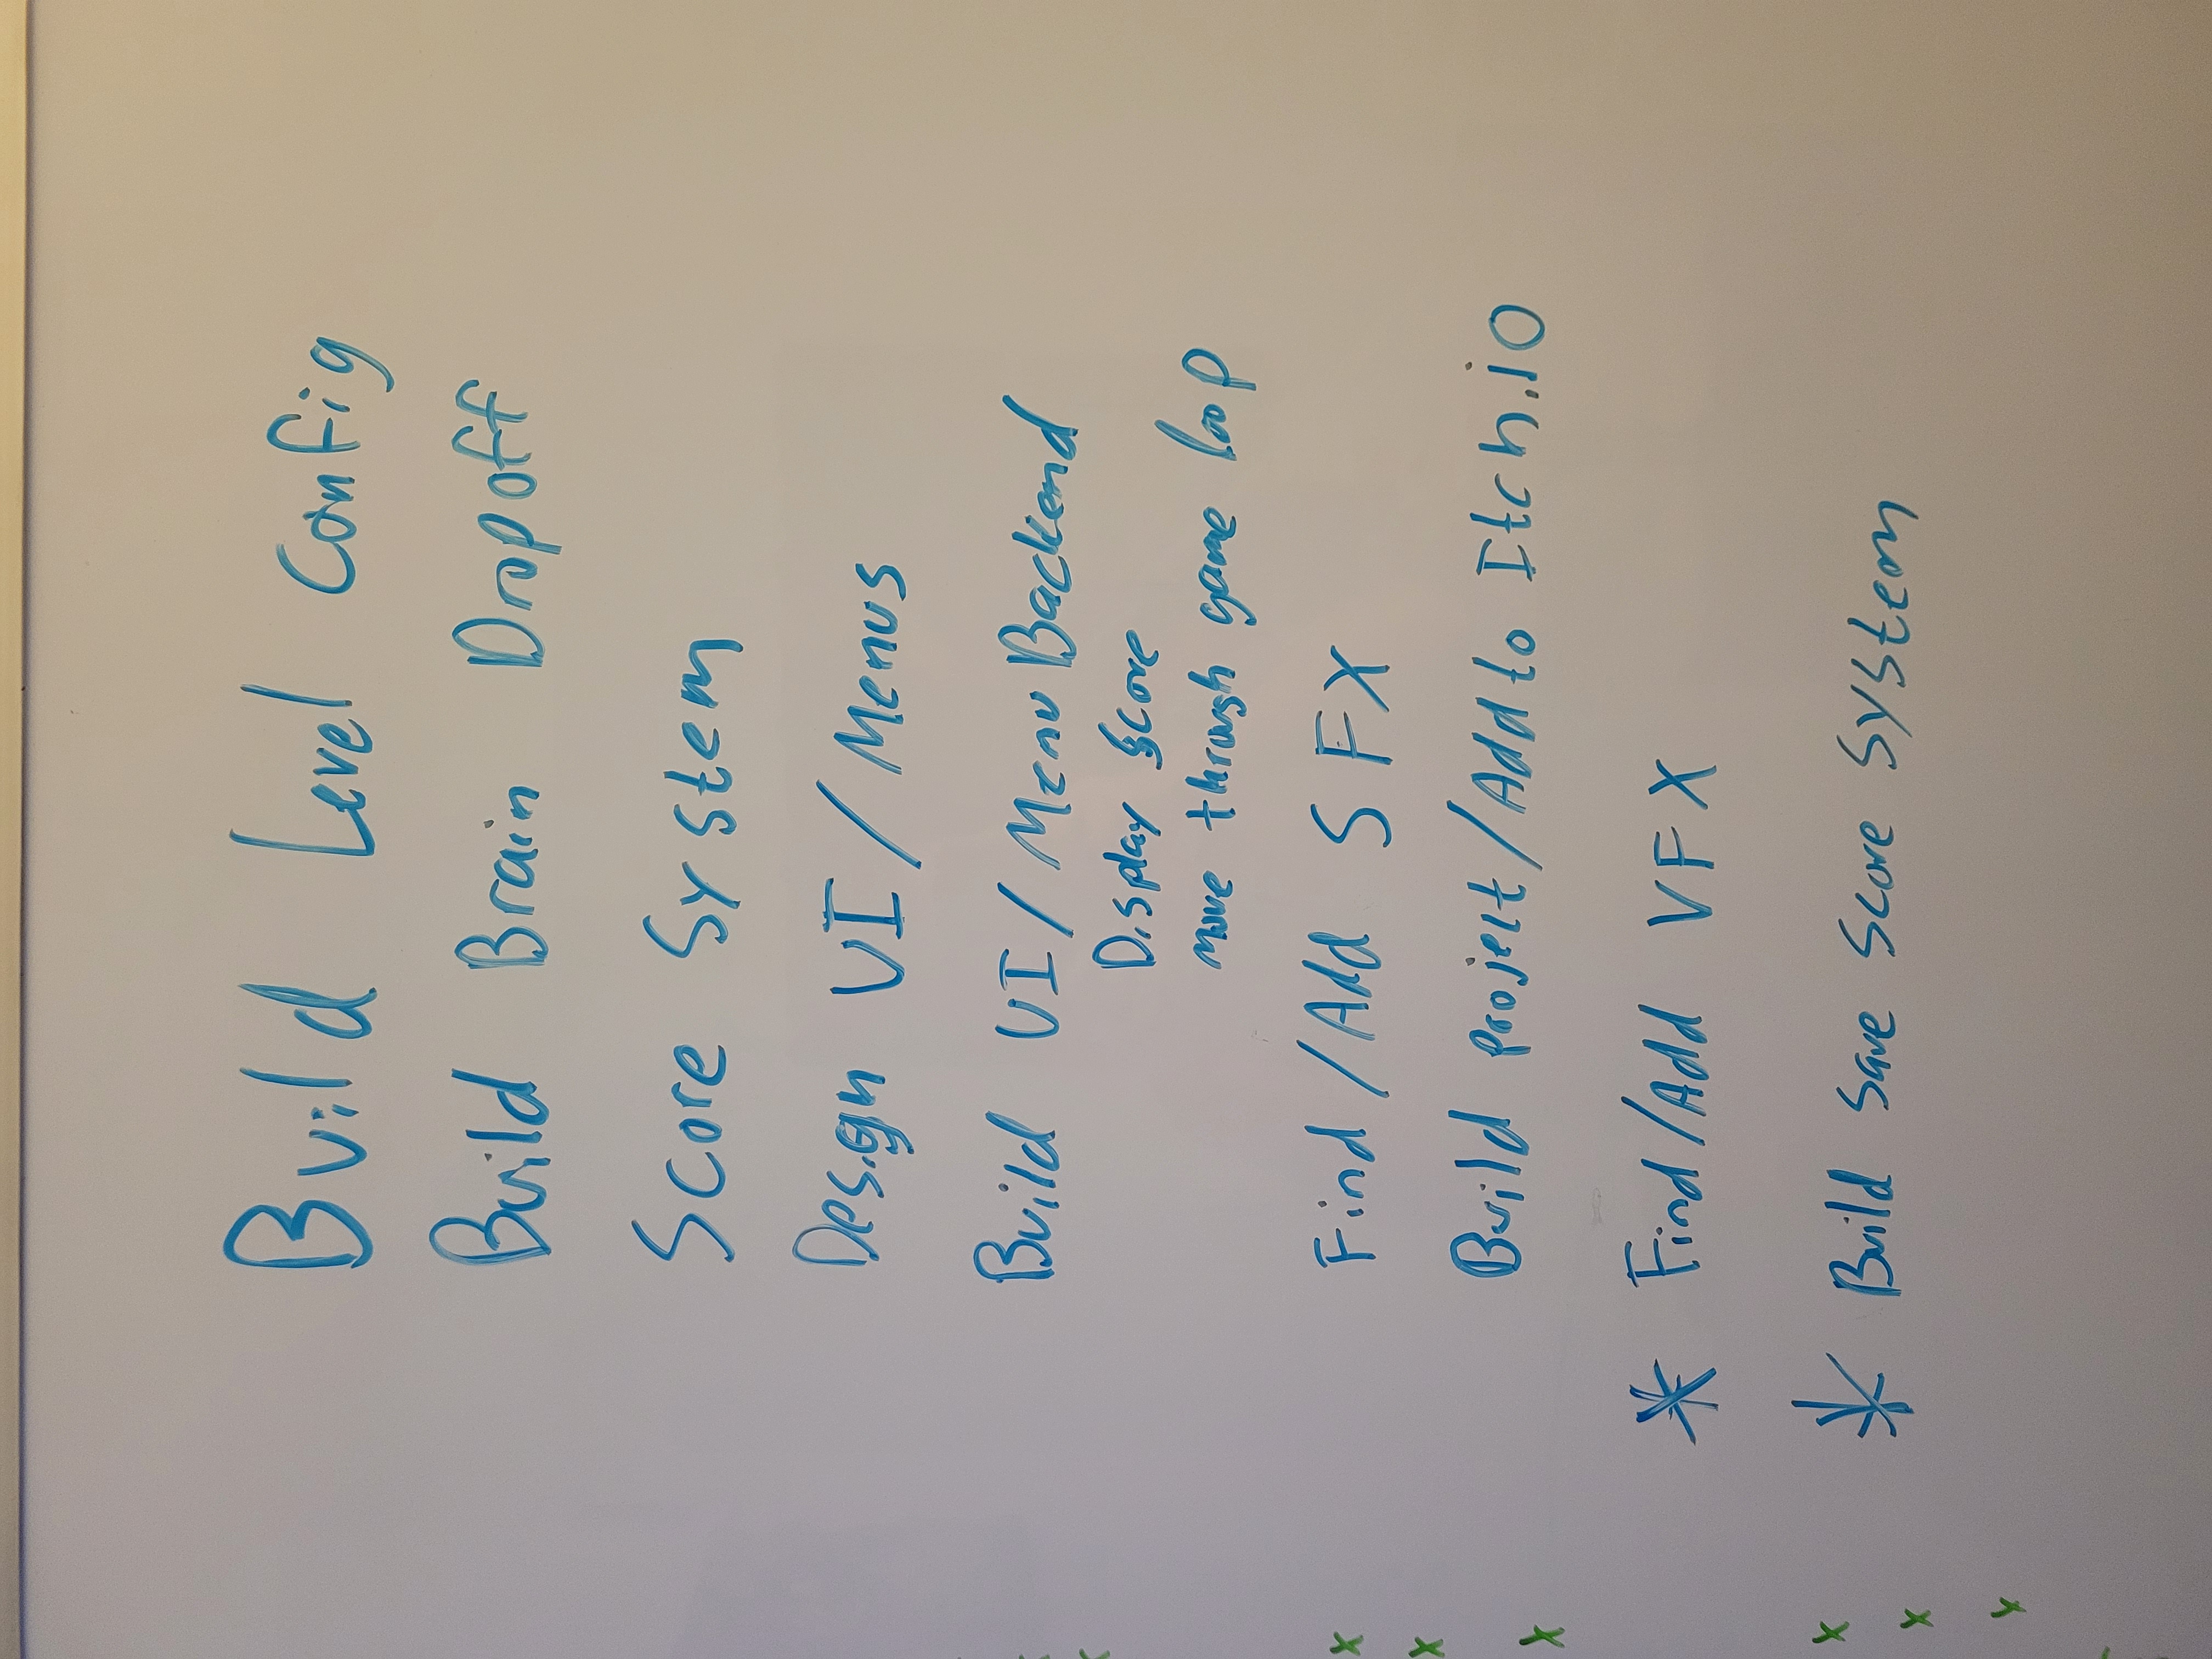 Build Level Config
Build Brain Dropoff
Score System
Design UI / Menus
Build UI / Menu Backend
Display Score
move through game loop
Find / Add SFX
Build project / Add to Itch.io
* Find / Add VFX
* Build Save Score System
x
x
x
x
x
x